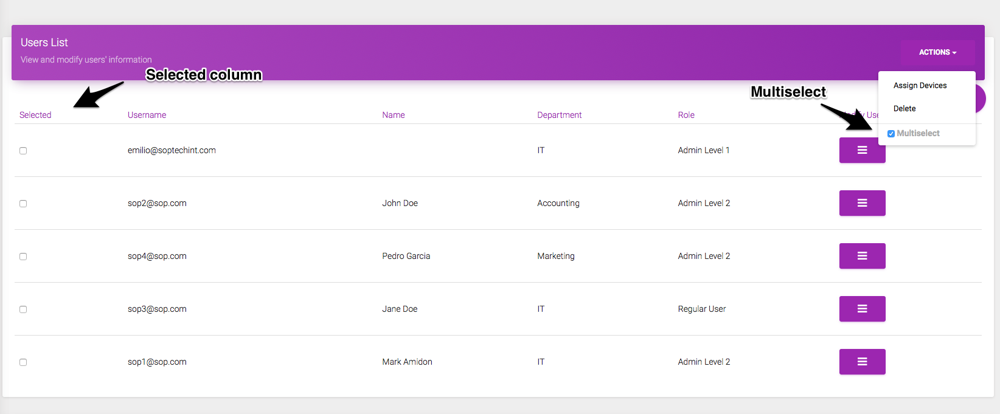 Users List
View and modify users' information
ACTIONS
Selected column
Multiselect
Assign Devices
Delete
Multiselect
Selected Username Name Department Role
emilio@soptechint.com IT Admin Level 1
sop2@sop.com John Doe Accounting Admin Level 2
sop4@sop.com Pedro Garcia Marketing Admin Level 2
sop3@sop.com Jane Doe IT Regular User
sop1@sop.com Mark Amidon IT Admin Level 2